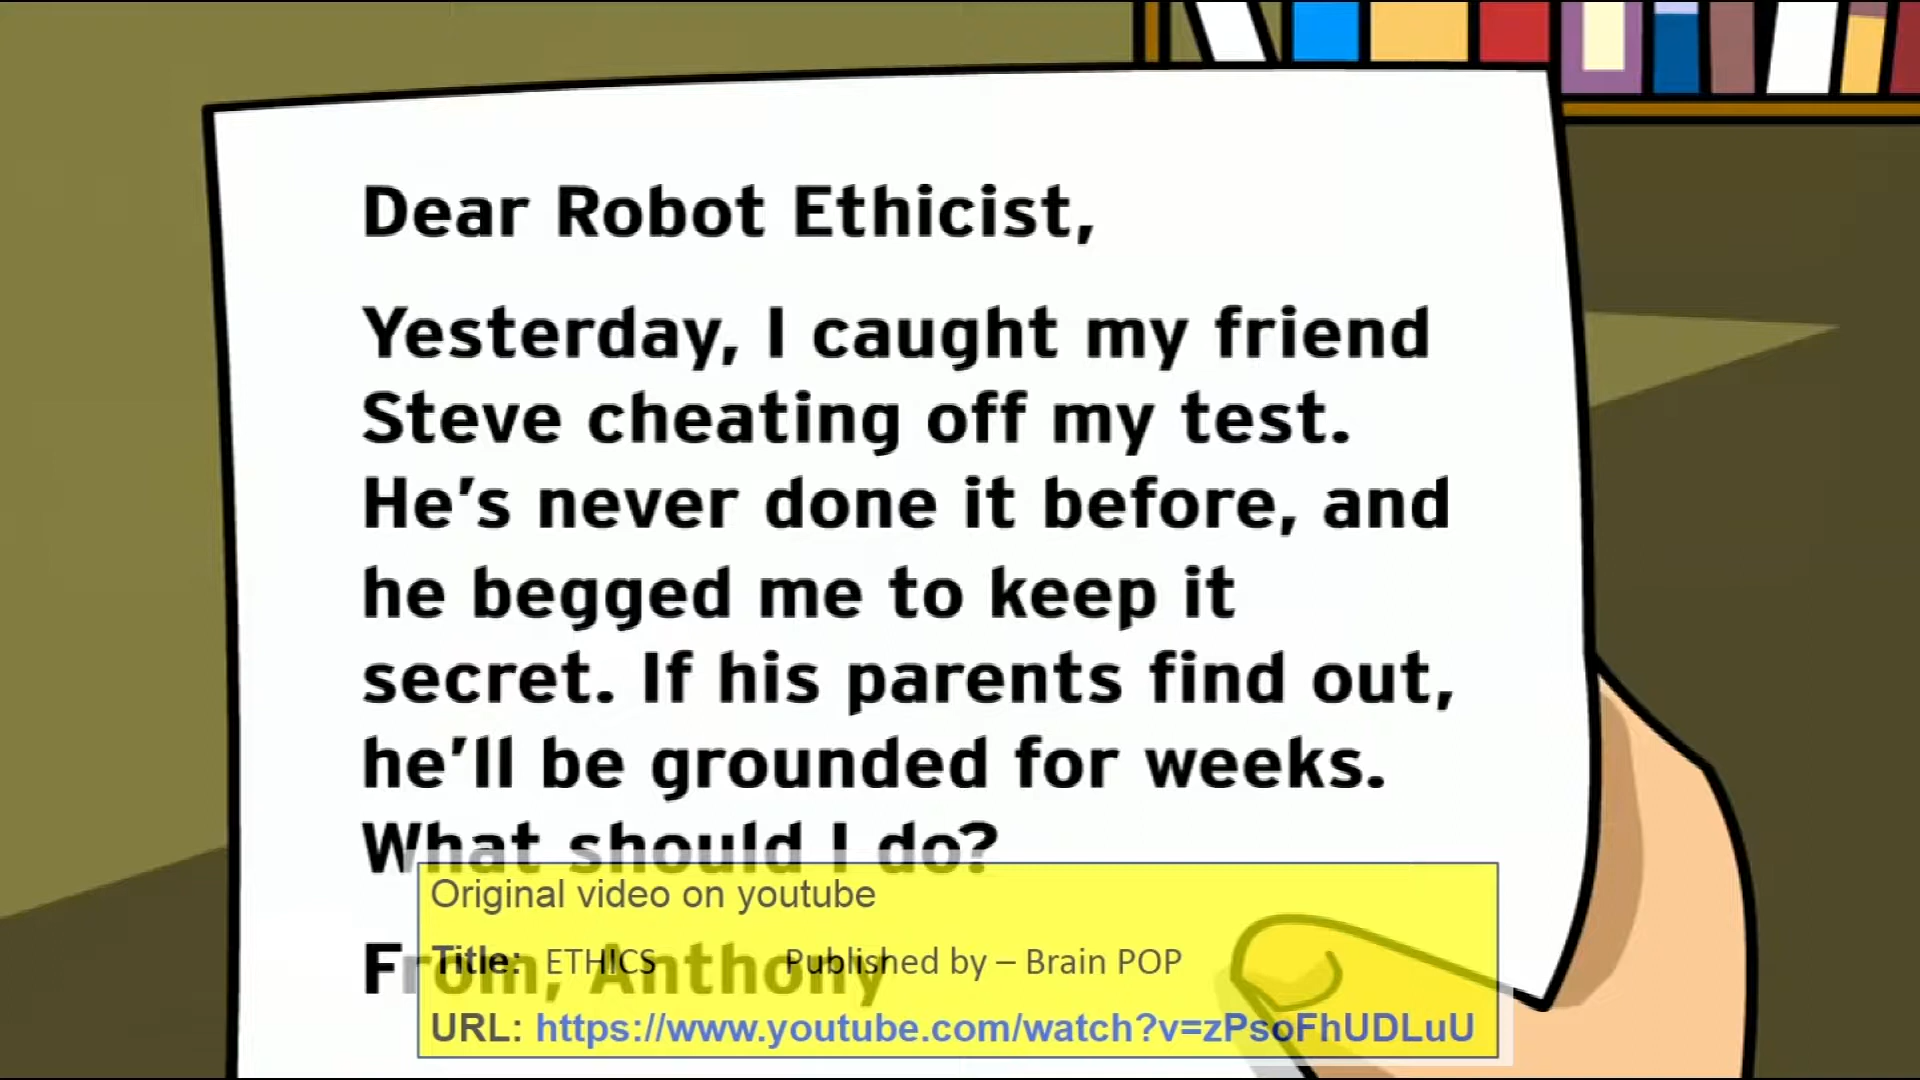 Dear Robot Ethicist,
Yesterday, I caught my friend
Steve cheating off my test.
He's never done it before, and
he begged me to keep it
secret. If his parents find out,
he'll be grounded for weeks.
What should I do?
From, Anthony
Original video on youtube
Title: ETHICS Published by – Brain POP
URL: https://www.youtube.com/watch?v=zPsoFhUDLuU